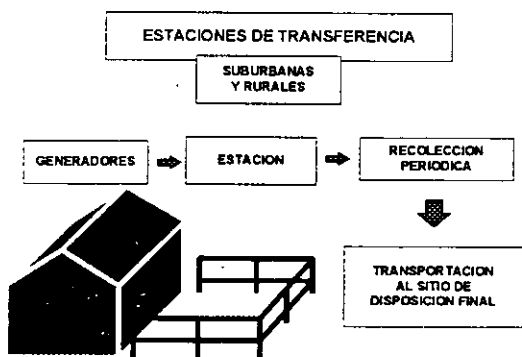 ESTACIONES DE TRANSFERENCIA
SUBURBANAS
Y RURALES
GENERADORES
ESTACION
RECOLECCION
PERIODICA
TRANSPORTACION
AL SITIO DE
DISPOSICION FINAL